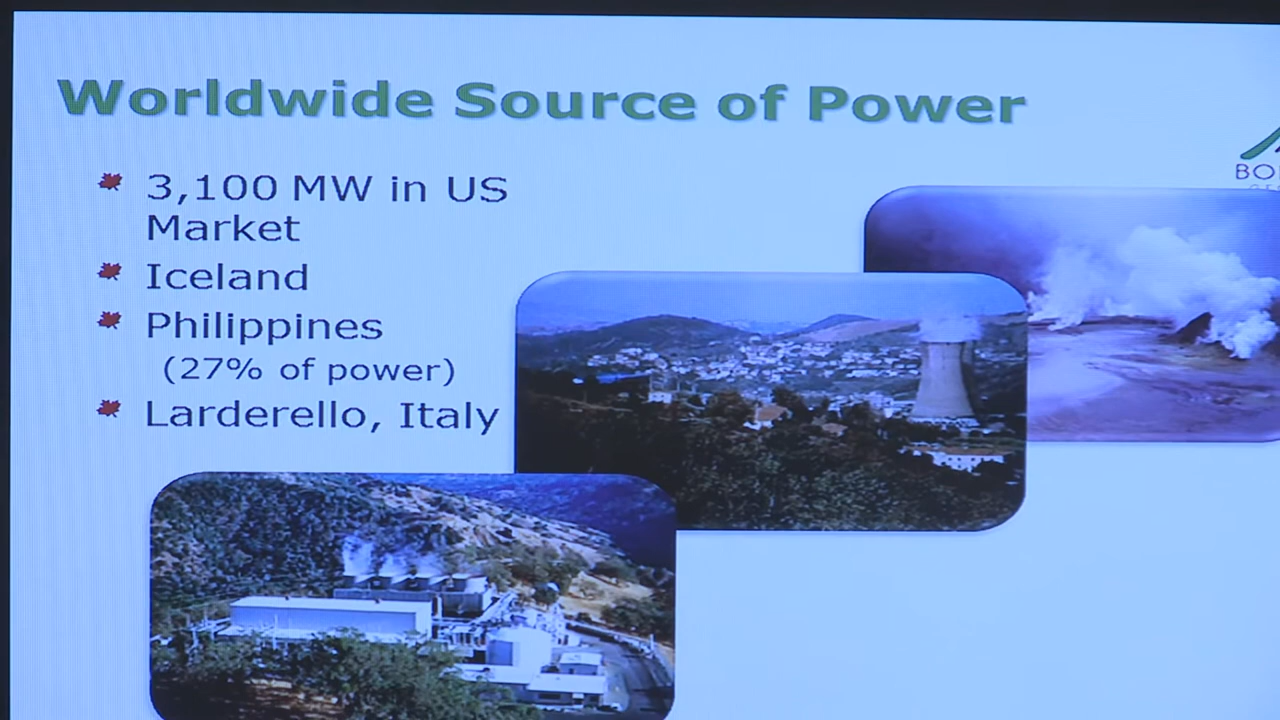 Worldwide Source of Power
3,100 MW in US
Market
Iceland
Philippines
(27% of power)
Larderello, Italy